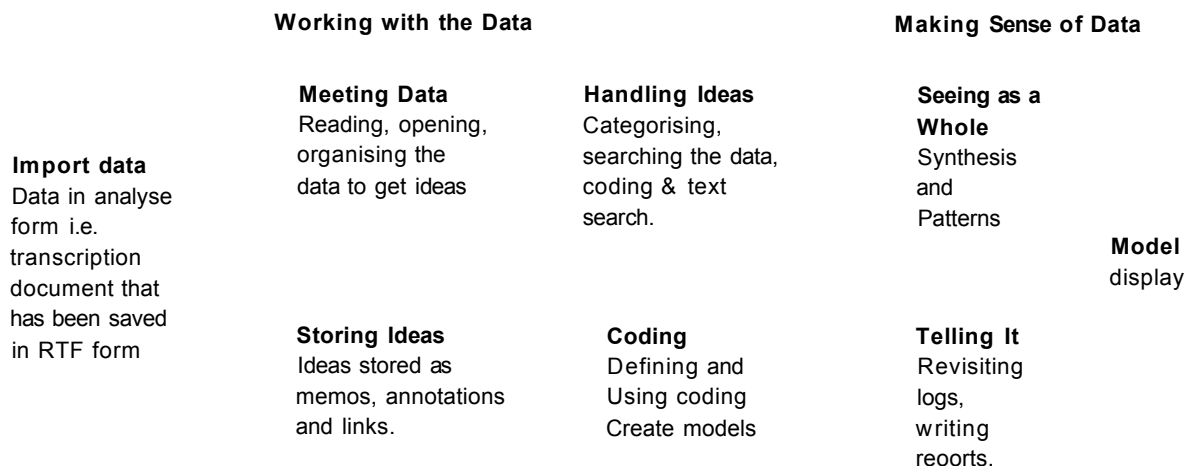 Working with the Data
Making Sense of Data
Import data
Data in analyse
form i.e.
transcription
document that
has been saved
in RTF form
Meeting Data
Reading, opening,
organising the
data to get ideas
Handling Ideas
Categorising,
searching the data,
coding & text
search.
Storing Ideas
Ideas stored as
memos, annotations
and links.
Coding
Defining and
Using coding
Create models
Seeing as a
Whole
Synthesis
and
Patterns
Telling It
Revisiting
logs,
writing
reoorts.
Model
display